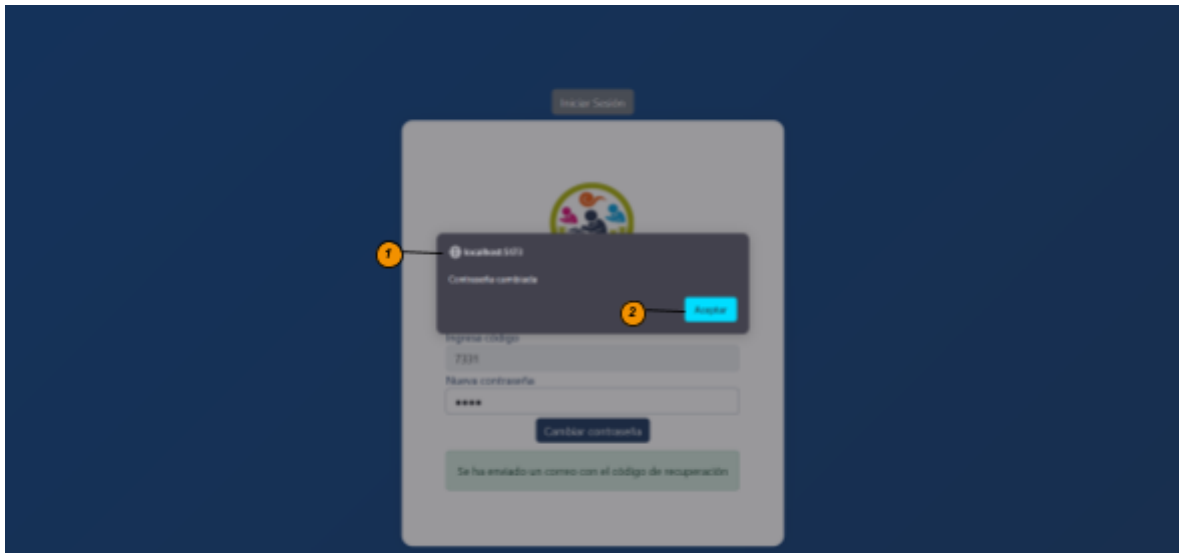 Iniciar Sesión
1
localhost:5173
Contraseña cambiada
2
Aceptar
Ingresa código
7331
Nueva contraseña
Cambiar contraseña
Se ha enviado un correo con el código de recuperación